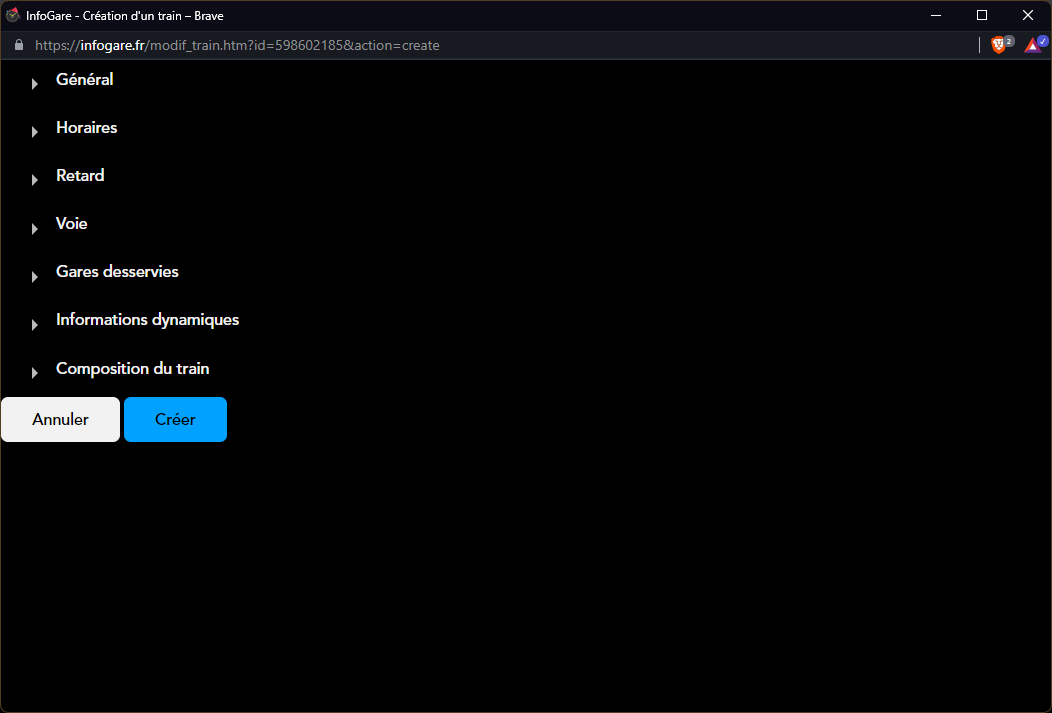 InfoGare - Création d'un train – Brave
https://infogare.fr/modif_train.htm?id=598602185&action=create
2
Général
Horaires
Retard
Voie
Gares desservies
Informations dynamiques
Composition du train
Annuler Créer